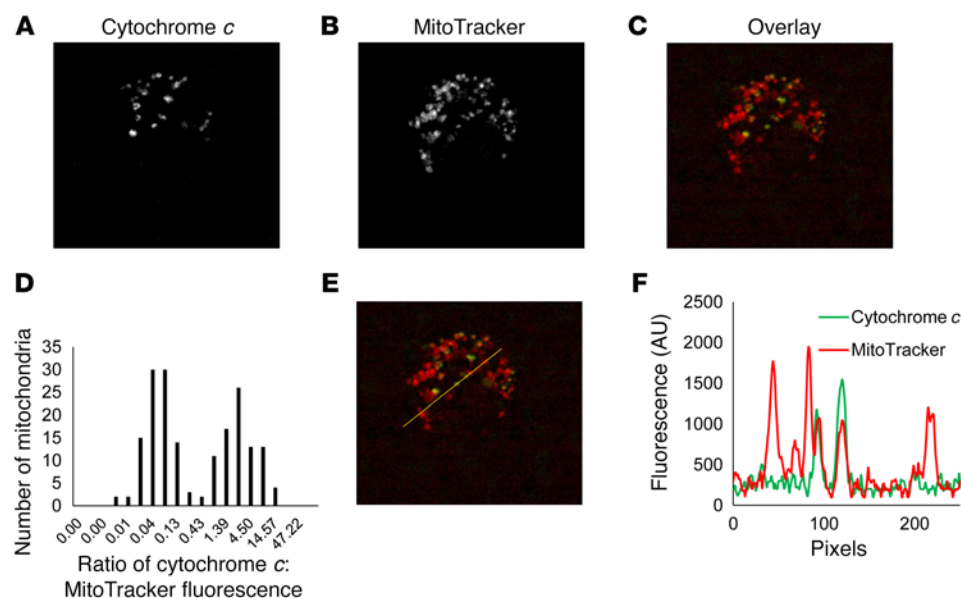 A Cytochrome c
B MitoTracker
C Overlay
D
Number of mitochondria
35
30
25
20
15
10
5
0
0.00 0.00 0.01 0.04 0.13 0.43 1.39 4.50 14.57 47.22
Ratio of cytochrome c:
MitoTracker fluorescence
E
F
Fluorescence (AU)
2500
2000
1500
1000
500
0
Cytochrome c
MitoTracker
0 100 200
Pixels